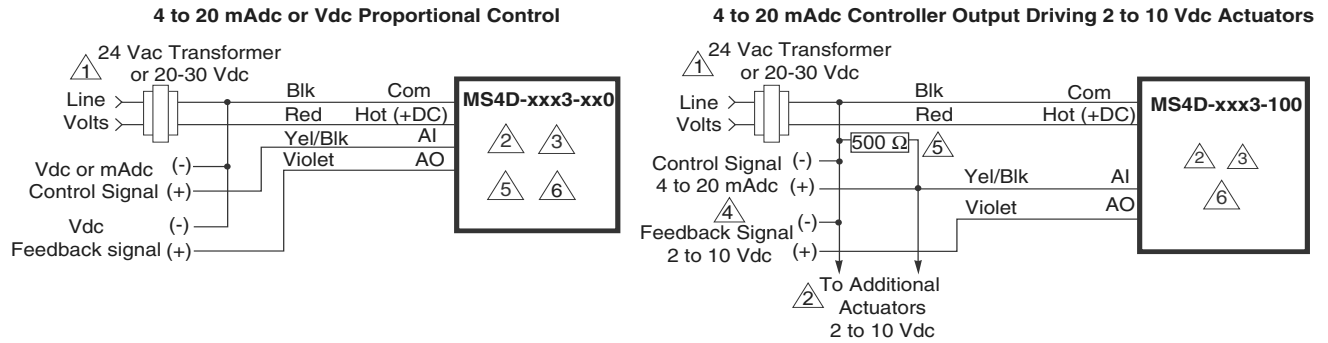 4 to 20 mAdc or Vdc Proportional Control
1
24 Vac Transformer
or 20-30 Vdc
Line
Volts
Blk
Com
Red
Hot (+DC)
Yel/Blk
AI
Violet
AO
Vdc or mAdc (-)
Control Signal (+)
Vdc (-)
Feedback signal (+)
MS4D-xxx3-xx0
2 3
5 6
4 to 20 mAdc Controller Output Driving 2 to 10 Vdc Actuators
1
24 Vac Transformer
or 20-30 Vdc
Line
Volts
Blk
Com
Red
Hot (+DC)
500 Ω
5
Control Signal (-)
4 to 20 mAdc (+)
Yel/Blk
AI
4
Violet
AO
Feedback Signal (-)
2 to 10 Vdc (+)
MS4D-xxx3-100
2 3
6
2
To Additional
Actuators
2 to 10 Vdc